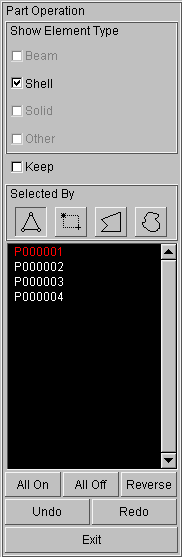 Part Operation
Show Element Type
Beam
Shell
Solid
Other
Keep
Selected By
P000001
P000002
P000003
P000004
All On All Off Reverse
Undo Redo
Exit